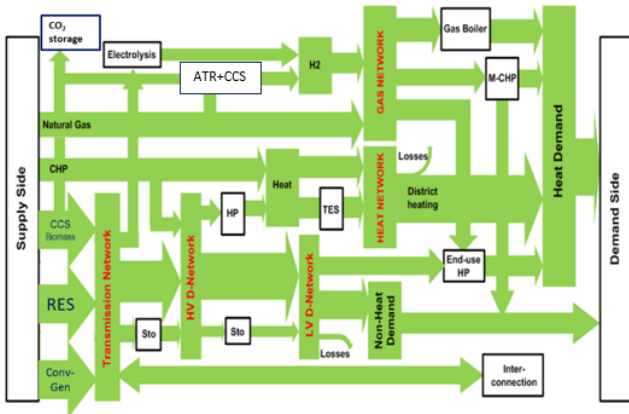 CO2
storage
Electrolysis
ATR+CCS
H2
Gas Boiler
M-CHP
GAS NETWORK
Natural Gas
CHP
Heat
Losses
HEAT NETWORK
District
heating
TES
HP
CCS
Biomass
RES
Conv-
Gen
Supply Side
Transmission Network
HV D-Network
LV D-Network
Sto
Sto
Losses
End-use
HP
Non-Heat
Demand
Inter-
connection
Heat Demand
Demand Side